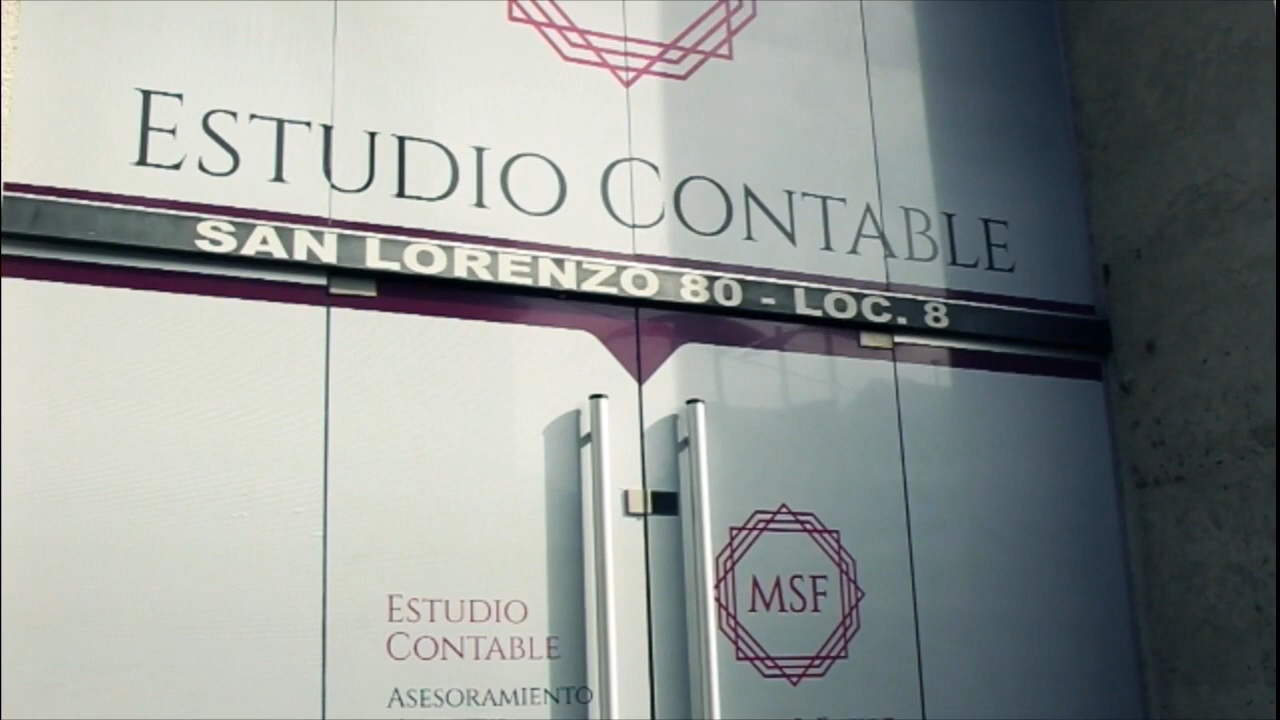 ESTUDIO CONTABLE
SAN LORENZO 80 - LOC. 8
MSF
ESTUDIO
CONTABLE
ASESORAMIENTO